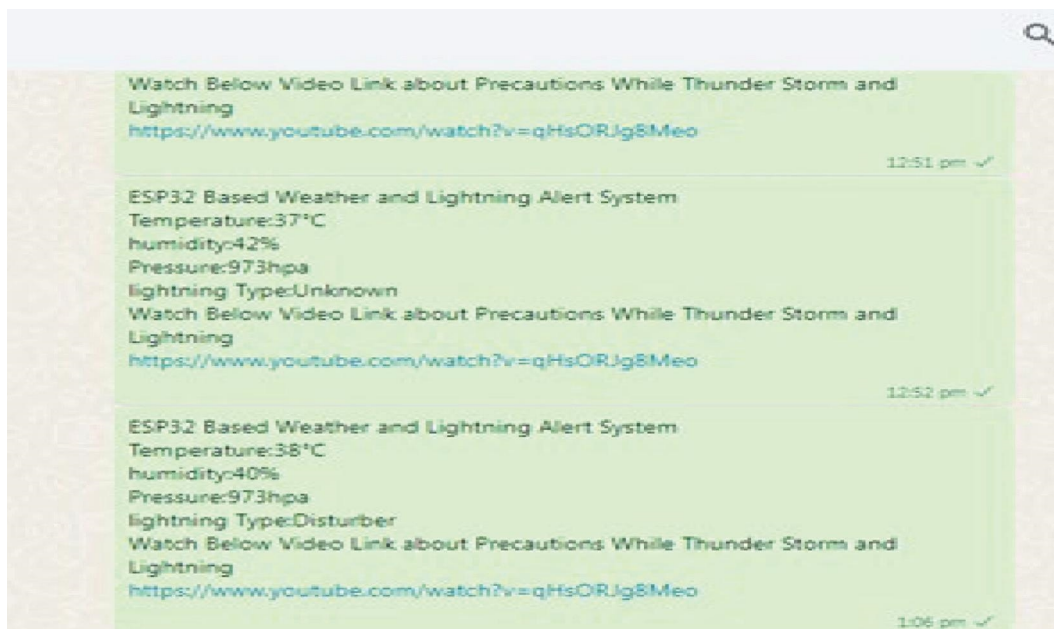 Watch Below Video Link about Precautions While Thunder Storm and
Lightning
https://www.youtube.com/watch?v=qHsORJg8Meo
12:51 pm ✓
ESP32 Based Weather and Lightning Alert System
Temperature:37°C
humidity:42%
Pressure:973hpa
lightning Type:Unknown
Watch Below Video Link about Precautions While Thunder Storm and
Lightning
https://www.youtube.com/watch?v=qHsORJg8Meo
12:52 pm ✓
ESP32 Based Weather and Lightning Alert System
Temperature:38°C
humidity:40%
Pressure:973hpa
lightning Type:Disturber
Watch Below Video Link about Precautions While Thunder Storm and
Lightning
https://www.youtube.com/watch?v=qHsORJg8Meo
1:06 pm ✓